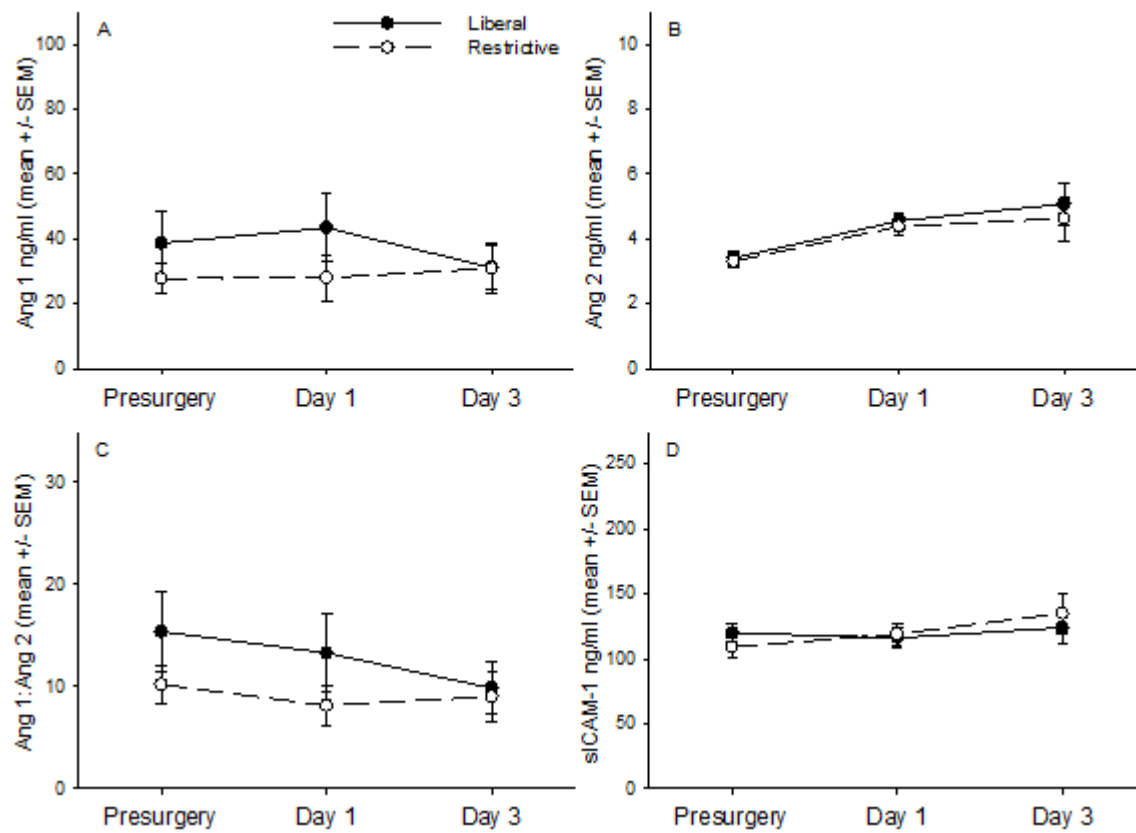 A
Liberal
Restrictive
Ang 1 ng/ml (mean +/- SEM)
100
80
60
40
20
0
Presurgery Day 1 Day 3
B
Ang 2 ng/ml (mean +/- SEM)
10
8
6
4
2
0
Presurgery Day 1 Day 3
C
Ang 1:Ang 2 (mean +/- SEM)
30
20
10
0
Presurgery Day 1 Day 3
D
sICAM-1 ng/ml (mean +/- SEM)
250
200
150
100
50
0
Presurgery Day 1 Day 3